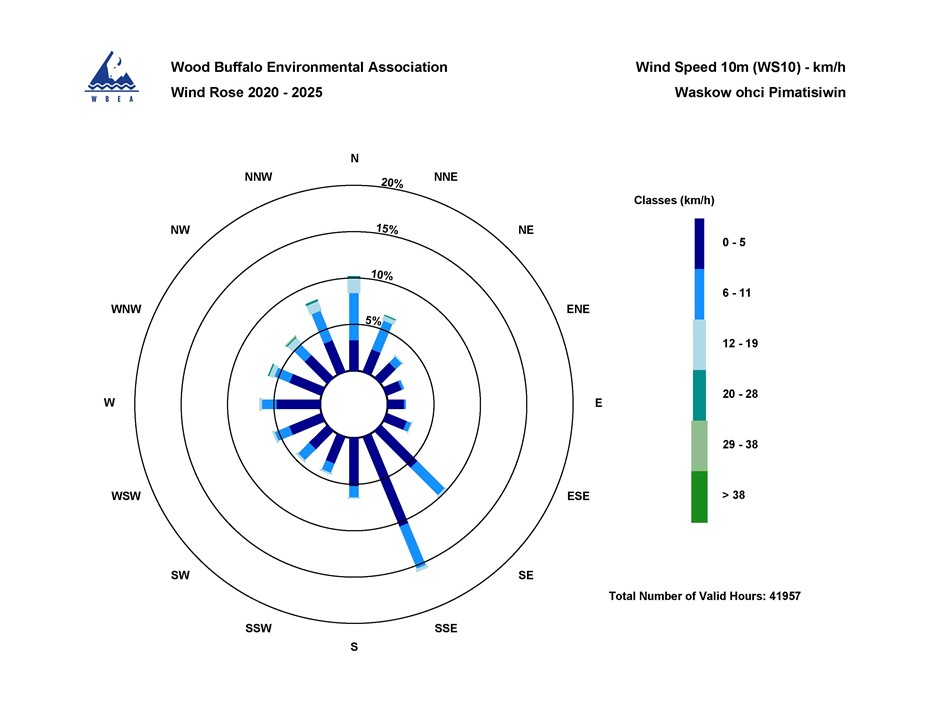 Wood Buffalo Environmental Association
Wind Rose 2020 - 2025
Wind Speed 10m (WS10) - km/h
Waskow ohci Pimatisiwin
W B E A
N
NNW
NNE
20%
NW
15%
NE
10%
WNW
ENE
5%
W
E
WSW
ESE
SW
SE
SSW
SSE
S
Classes (km/h)
0 - 5
6 - 11
12 - 19
20 - 28
29 - 38
> 38
Total Number of Valid Hours: 41957